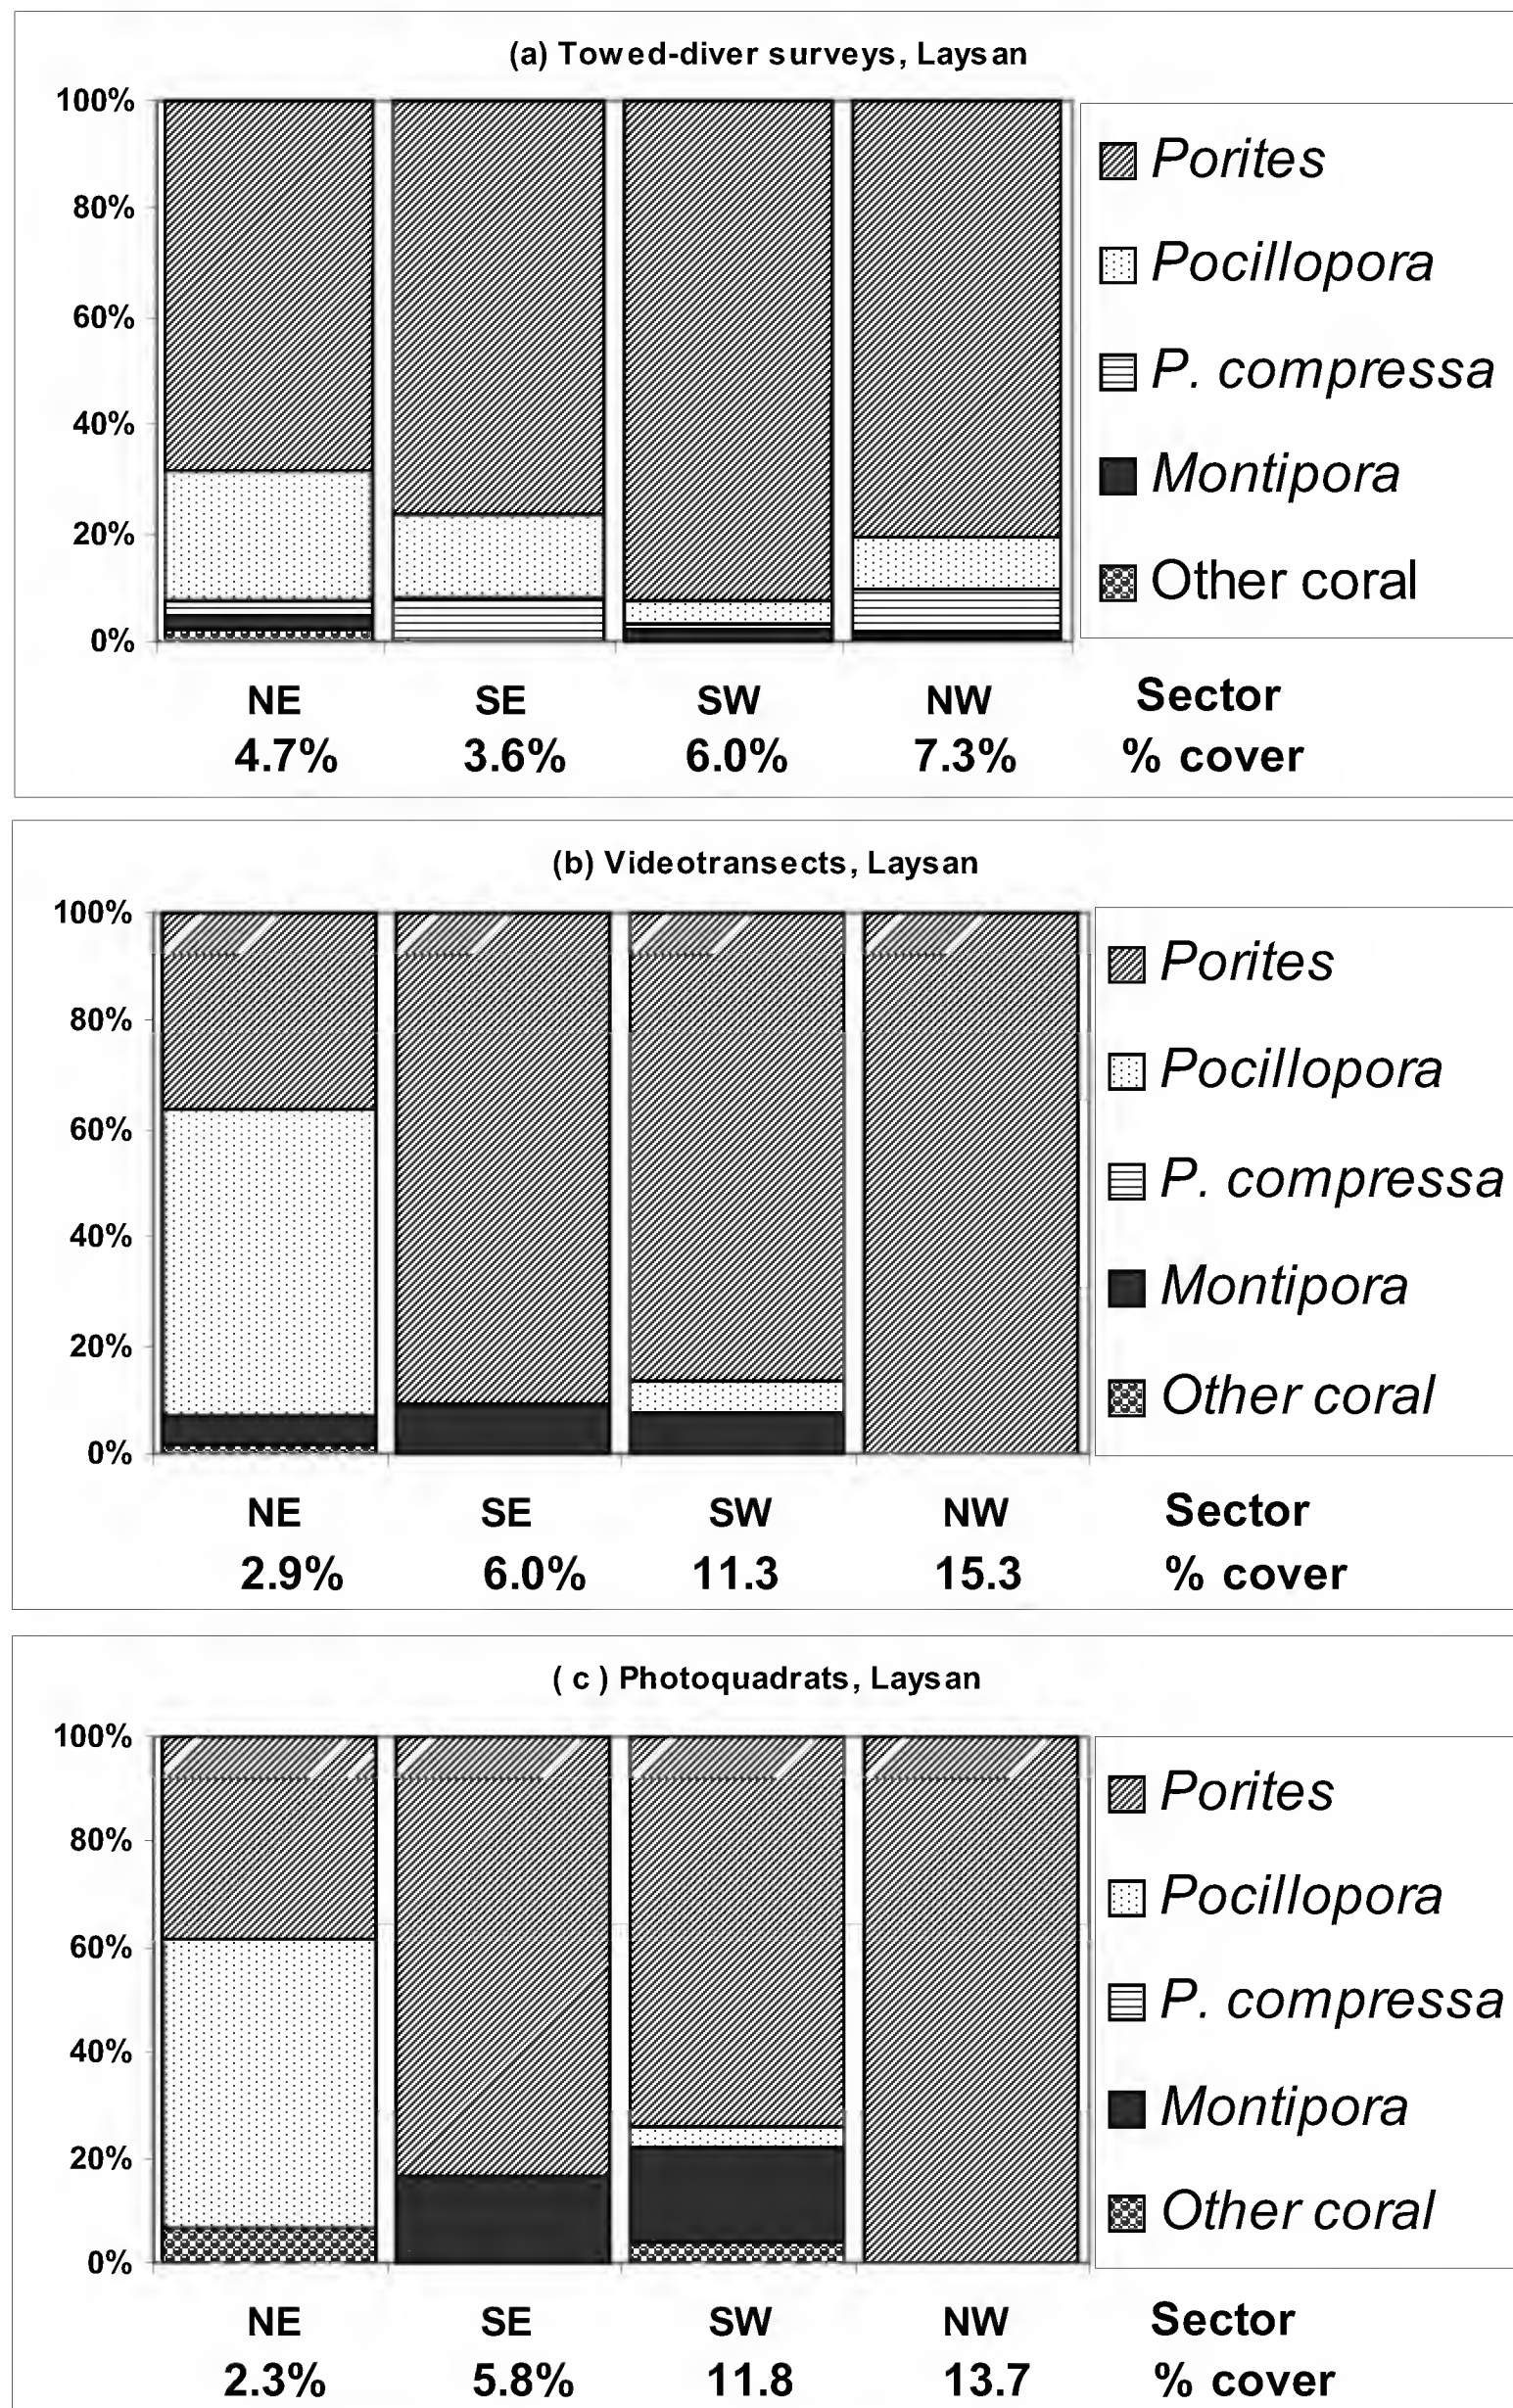 (a) Towed-diver surveys, Laysan
100%
80%
60%
40%
20%
0%
Porites
Pocillopora
P. compressa
Montipora
Other coral
NE SE SW NW Sector
4.7% 3.6% 6.0% 7.3% % cover
(b) Videotransects, Laysan
100%
80%
60%
40%
20%
0%
Porites
Pocillopora
P. compressa
Montipora
Other coral
NE SE SW NW Sector
2.9% 6.0% 11.3 15.3 % cover
( c ) Photoquadrats, Laysan
100%
80%
60%
40%
20%
0%
Porites
Pocillopora
P. compressa
Montipora
Other coral
NE SE SW NW Sector
2.3% 5.8% 11.8 13.7 % cover